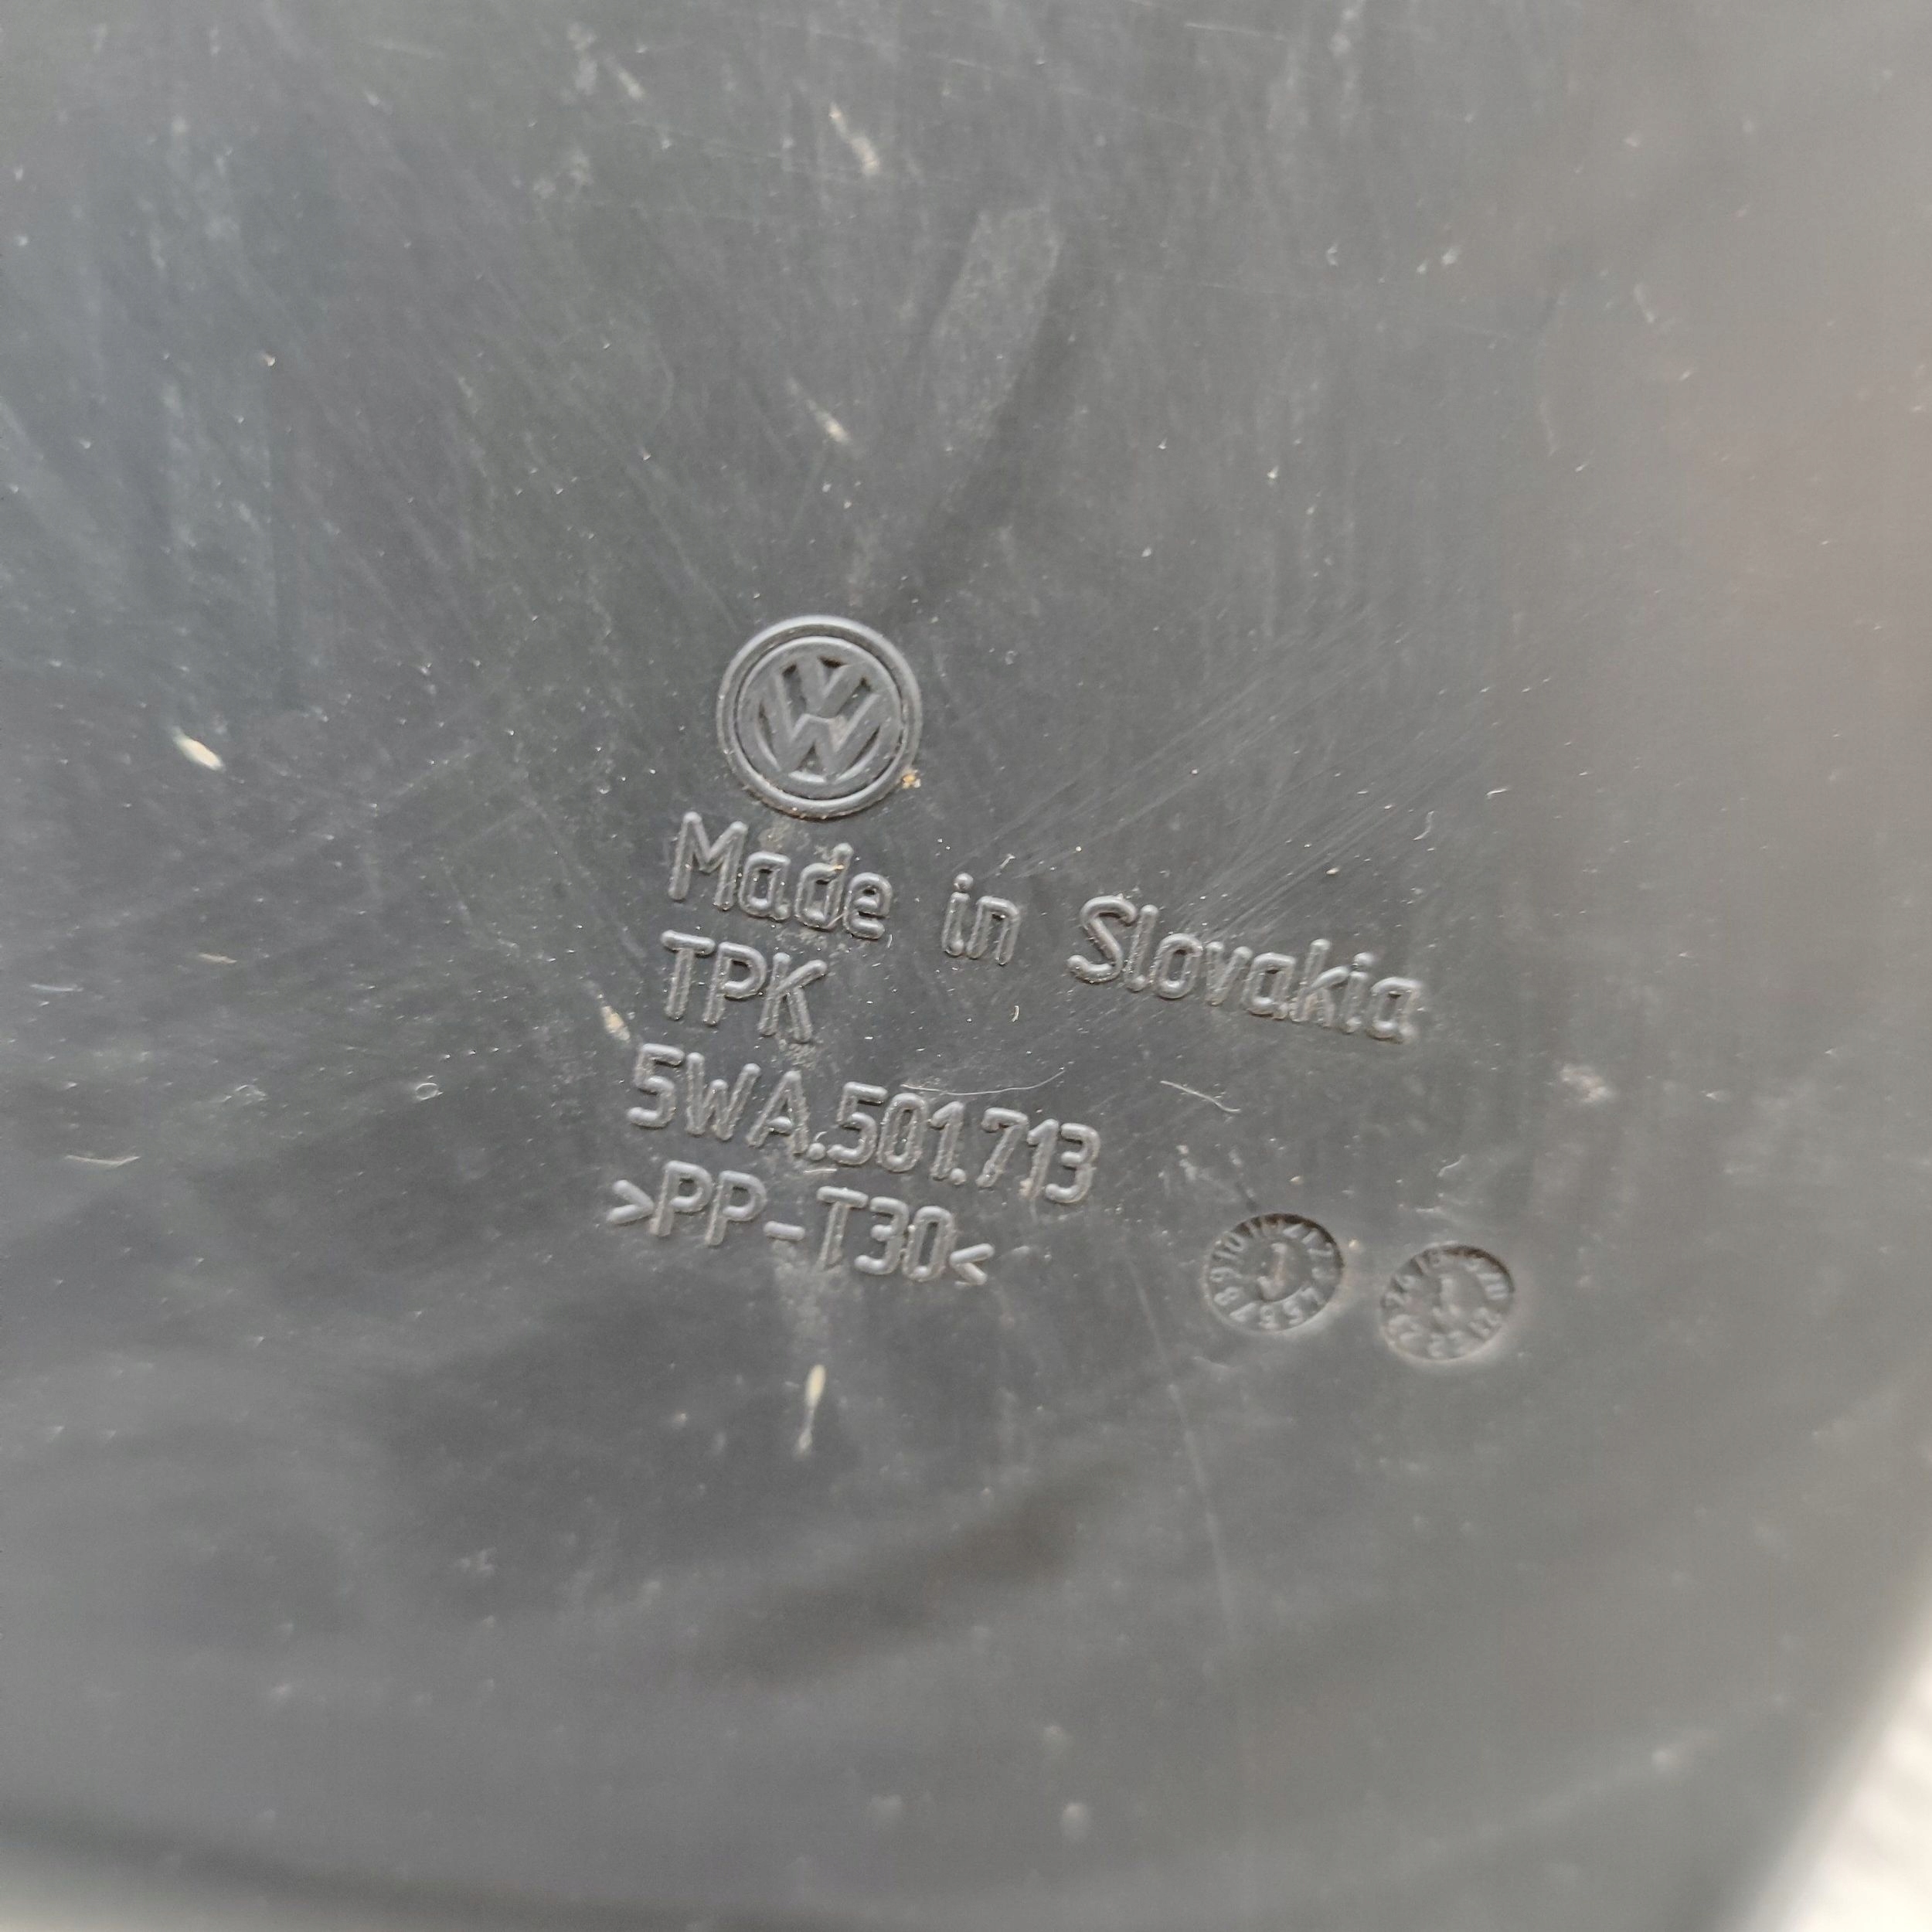 Made in Slovakia
TPK
5WA.501.713
>PP-T30<